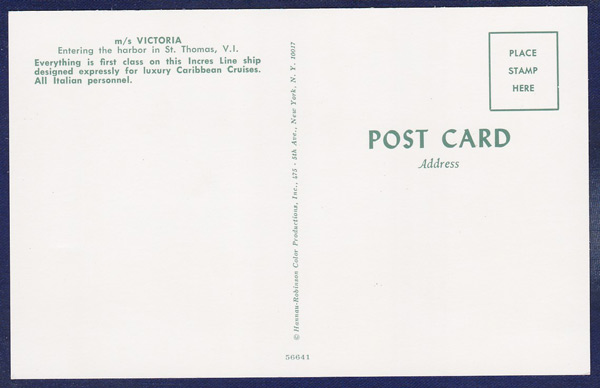 m/s VICTORIA
Entering the harbor in St. Thomas, V.I.
Everything is first class on this Incres Line ship
designed expressly for luxury Caribbean Cruises.
All Italian personnel.
© Hannau-Robinson Color Productions, Inc., 475 - 5th Ave., New York, N. Y. 10017
56641
PLACE
STAMP
HERE
POST CARD
Address